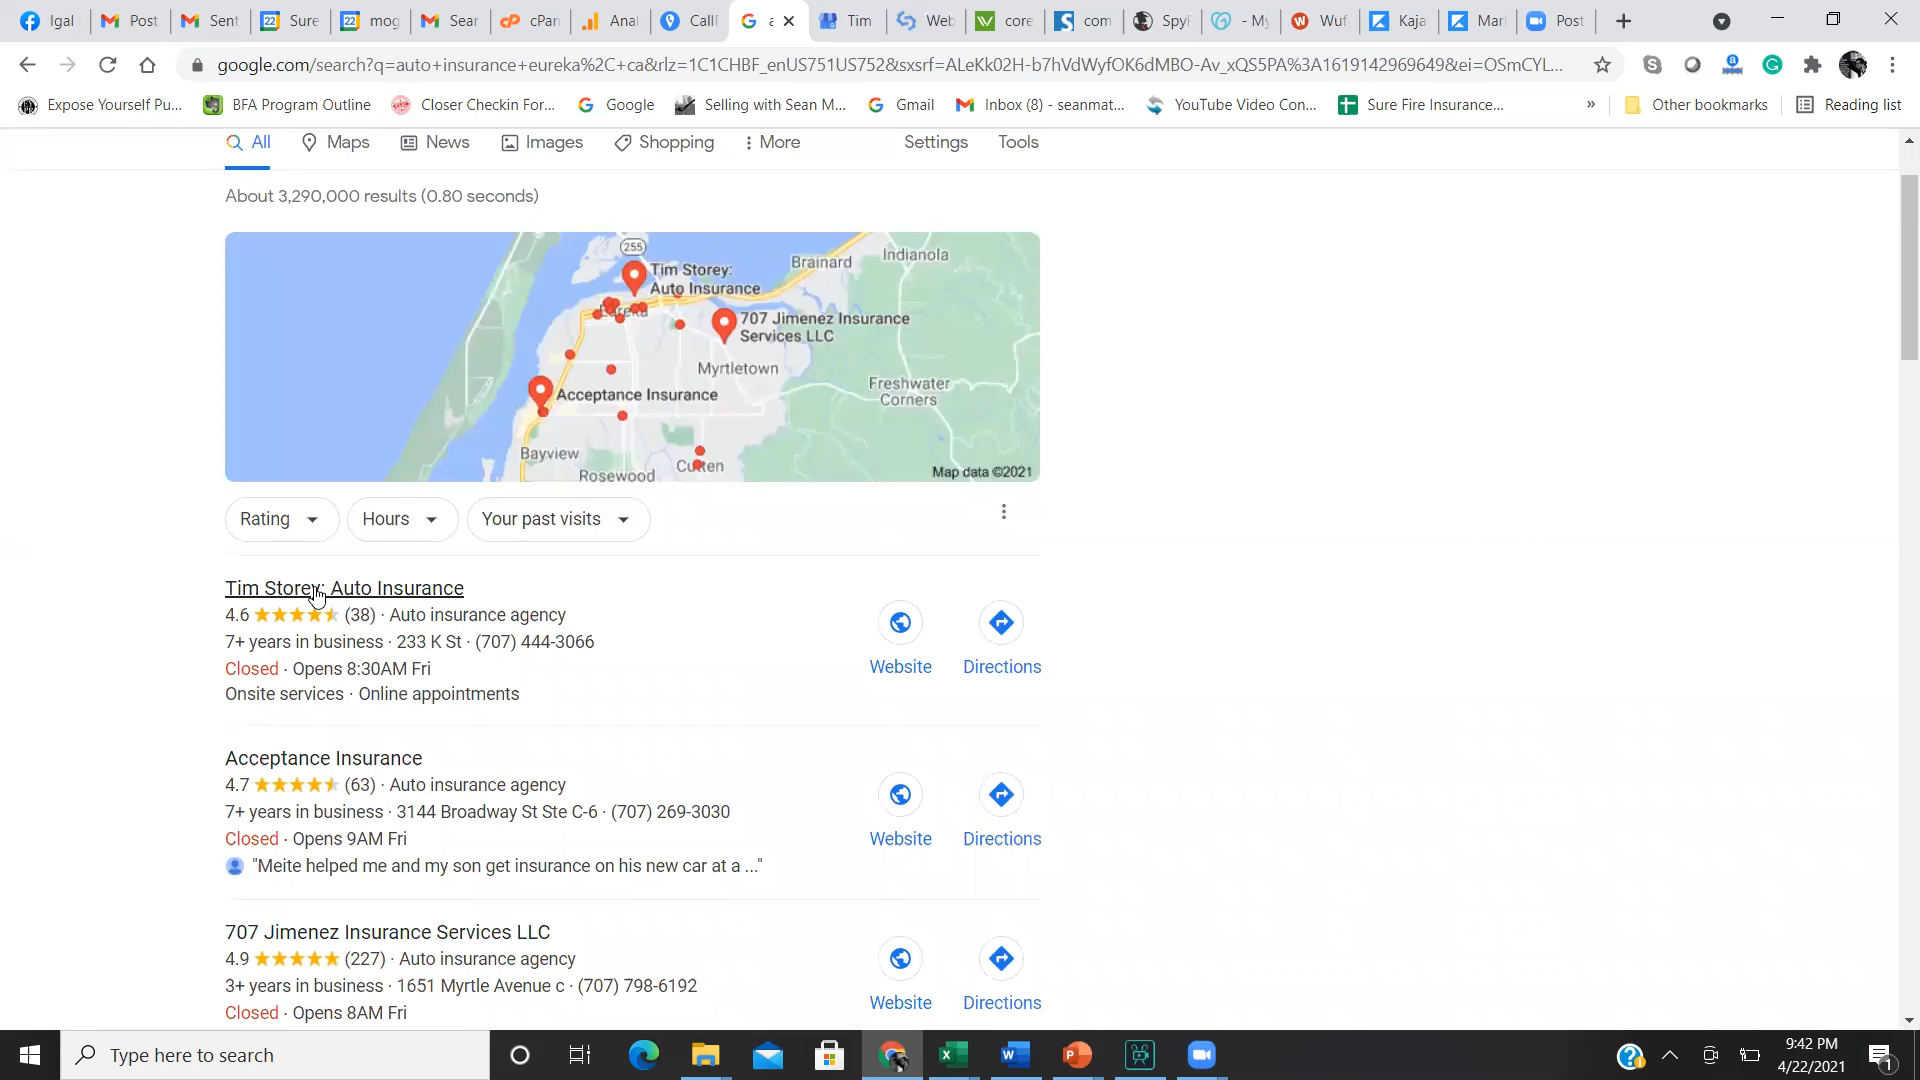 Igal
Post
Sent
22 Sure
22 mog
Sear
cPan
Anal
CallF
a
Tim
Web
core
com
SpyF
- My
Wuf
Kaja
Mark
Post
google.com/search?q=auto+insurance+eureka%2C+ca&rlz=1C1CHBF_enUS751US752&sxsrf=ALeKk02H-b7hVdWyfOK6dMBO-Av_xQS5PA%3A1619142969649&ei=OSmCYL...
Expose Yourself Pu... BFA Program Outline Closer Checkin For... Google Selling with Sean M... Gmail Inbox (8) - seanmat... YouTube Video Con... Sure Fire Insurance... » Other bookmarks Reading list
All Maps News Images Shopping More Settings Tools
About 3,290,000 results (0.80 seconds)
255
Brainard
Indianola
Tim Storey:
Auto Insurance
Eureka
707 Jimenez Insurance
Services LLC
Myrtletown
Freshwater
Corners
Acceptance Insurance
Bayview
Rosewood
Cutten
Map data ©2021
Rating Hours Your past visits
Tim Storey: Auto Insurance
4.6 (38) · Auto insurance agency
7+ years in business · 233 K St · (707) 444-3066
Closed · Opens 8:30AM Fri
Onsite services · Online appointments
Website Directions
Acceptance Insurance
4.7 (63) · Auto insurance agency
7+ years in business · 3144 Broadway St Ste C-6 · (707) 269-3030
Closed · Opens 9AM Fri
"Meite helped me and my son get insurance on his new car at a ..."
Website Directions
707 Jimenez Insurance Services LLC
4.9 (227) · Auto insurance agency
3+ years in business · 1651 Myrtle Avenue c · (707) 798-6192
Closed · Opens 8AM Fri
Website Directions
Type here to search
9:42 PM
4/22/2021
1